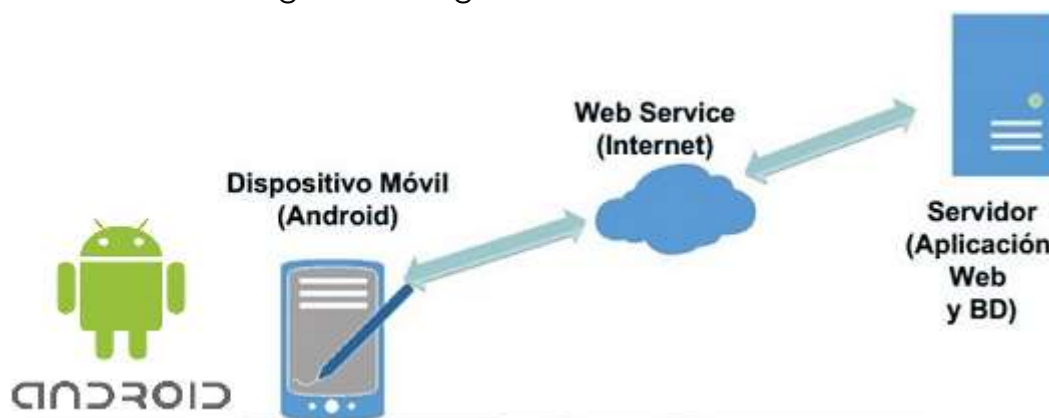 Web Service
(Internet)
Dispositivo Móvil
(Android)
Servidor
(Aplicación
Web
y BD)
ANDROID